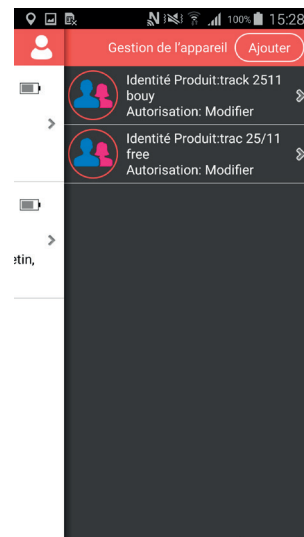 100% 15:28
Gestion de l'appareil Ajouter
Identité Produit:track 2511
bouy
Autorisation: Modifier
Identité Produit:trac 25/11
free
Autorisation: Modifier
etin,